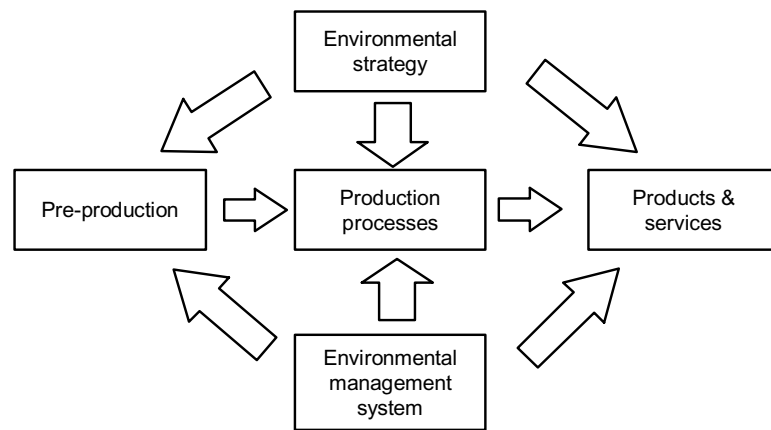 Environmental
strategy
Pre-production
Production
processes
Products &
services
Environmental
management
system